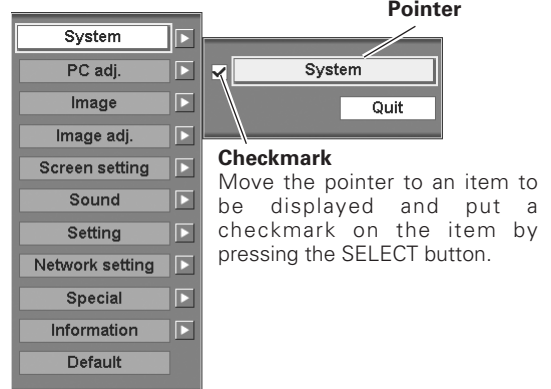 Pointer
System
PC adj.
Image
Image adj.
Screen setting
Sound
Setting
Network setting
Special
Information
Default
System
Quit
Checkmark
Move the pointer to an item to
be displayed and put a
checkmark on the item by
pressing the SELECT button.